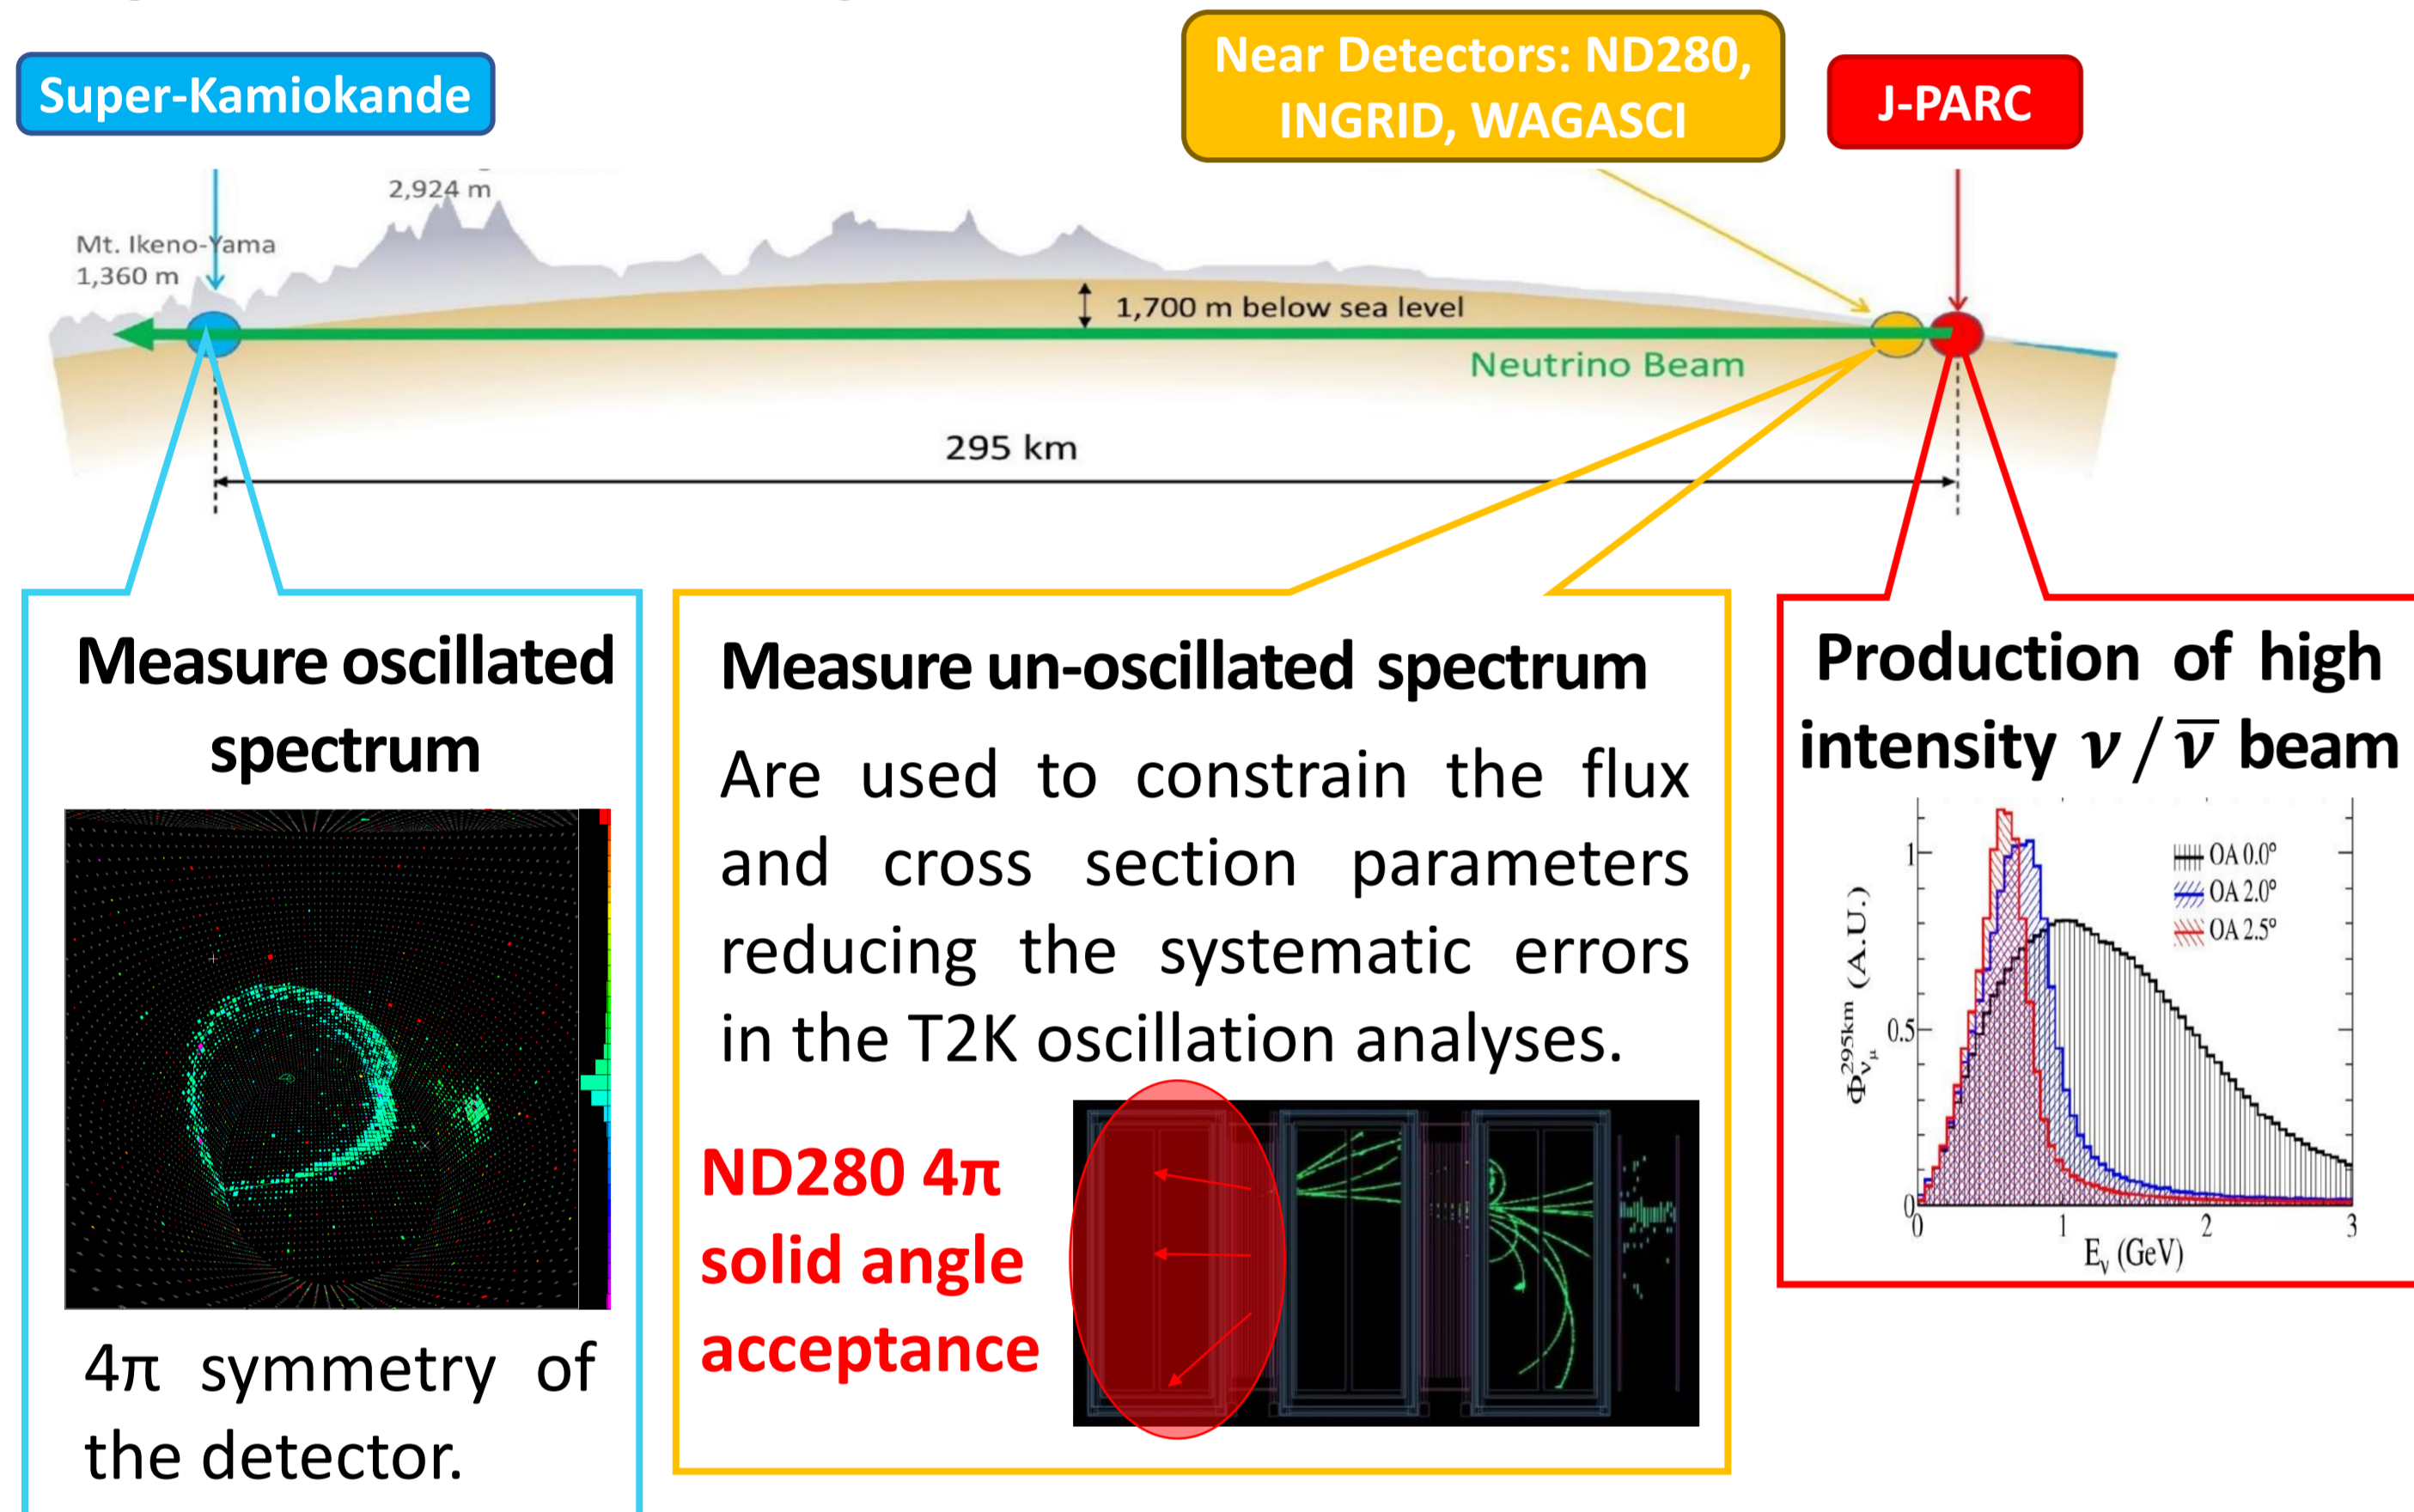 Super-Kamiokande
Near Detectors: ND280,
INGRID, WAGASCI
J-PARC
2,924 m
Mt. Ikeno-Yama
1,360 m
1,700 m below sea level
Neutrino Beam
295 km
Measure oscillated
spectrum
4π symmetry of
the detector.
Measure un-oscillated spectrum
Are used to constrain the flux
and cross section parameters
reducing the systematic errors
in the T2K oscillation analyses.
ND280 4π
solid angle
acceptance
Production of high
intensity ν / ν̅ beam
OA 0.0°
OA 2.0°
OA 2.5°
Φ_{ν_μ}^{295km} (A.U.)
1
0.5
0
0 1 2 3
E_ν (GeV)